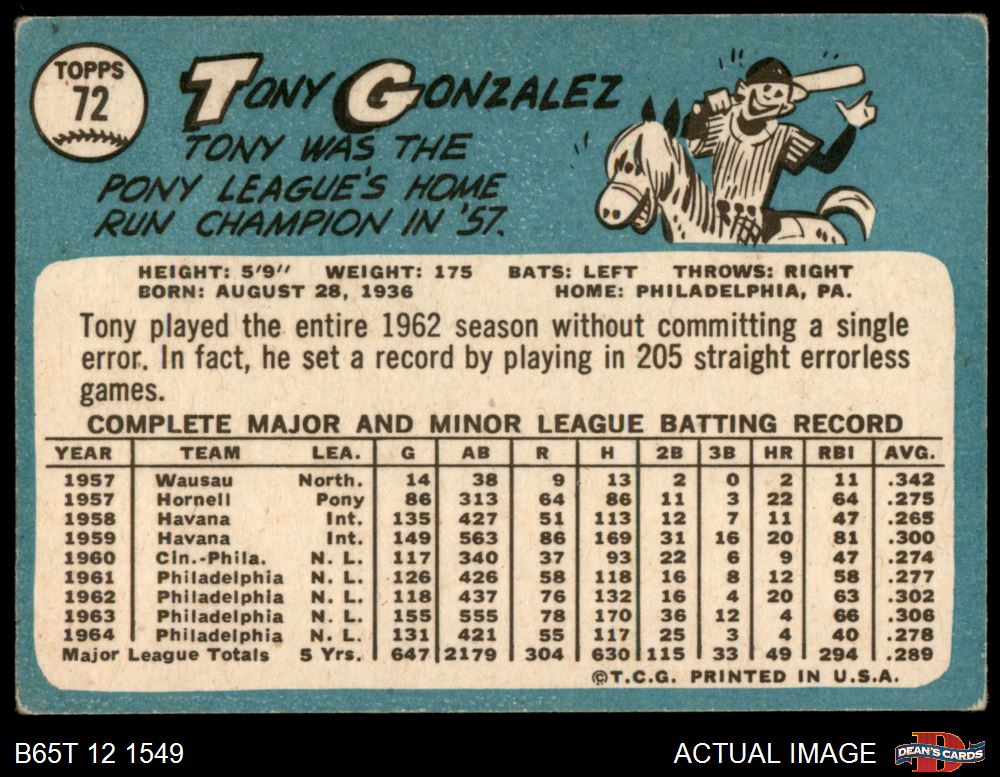 TOPPS
72
TONY GONZALEZ
TONY WAS THE
PONY LEAGUE'S HOME
RUN CHAMPION IN '57.
HEIGHT: 5'9" WEIGHT: 175 BATS: LEFT THROWS: RIGHT
BORN: AUGUST 28, 1936 HOME: PHILADELPHIA, PA.
Tony played the entire 1962 season without committing a single
error. In fact, he set a record by playing in 205 straight errorless
games.
COMPLETE MAJOR AND MINOR LEAGUE BATTING RECORD
YEAR TEAM LEA. G AB R H 2B 3B HR RBI AVG.
1957 Wausau North. 14 38 9 13 2 0 2 11 .342
1957 Hornell Pony 86 313 64 86 11 3 22 64 .275
1958 Havana Int. 135 427 51 113 12 7 11 47 .265
1959 Havana Int. 149 563 86 169 31 16 20 81 .300
1960 Cin.-Phila. N. L. 117 340 37 93 22 6 9 47 .274
1961 Philadelphia N. L. 126 426 58 118 16 8 12 58 .277
1962 Philadelphia N. L. 118 437 76 132 16 4 20 63 .302
1963 Philadelphia N. L. 155 555 78 170 36 12 4 66 .306
1964 Philadelphia N. L. 131 421 55 117 25 3 4 40 .278
Major League Totals 5 Yrs. 647 2179 304 630 115 33 49 294 .289
©T.C.G. PRINTED IN U.S.A.
B65T 12 1549 ACTUAL IMAGE DEAN'S CARDS